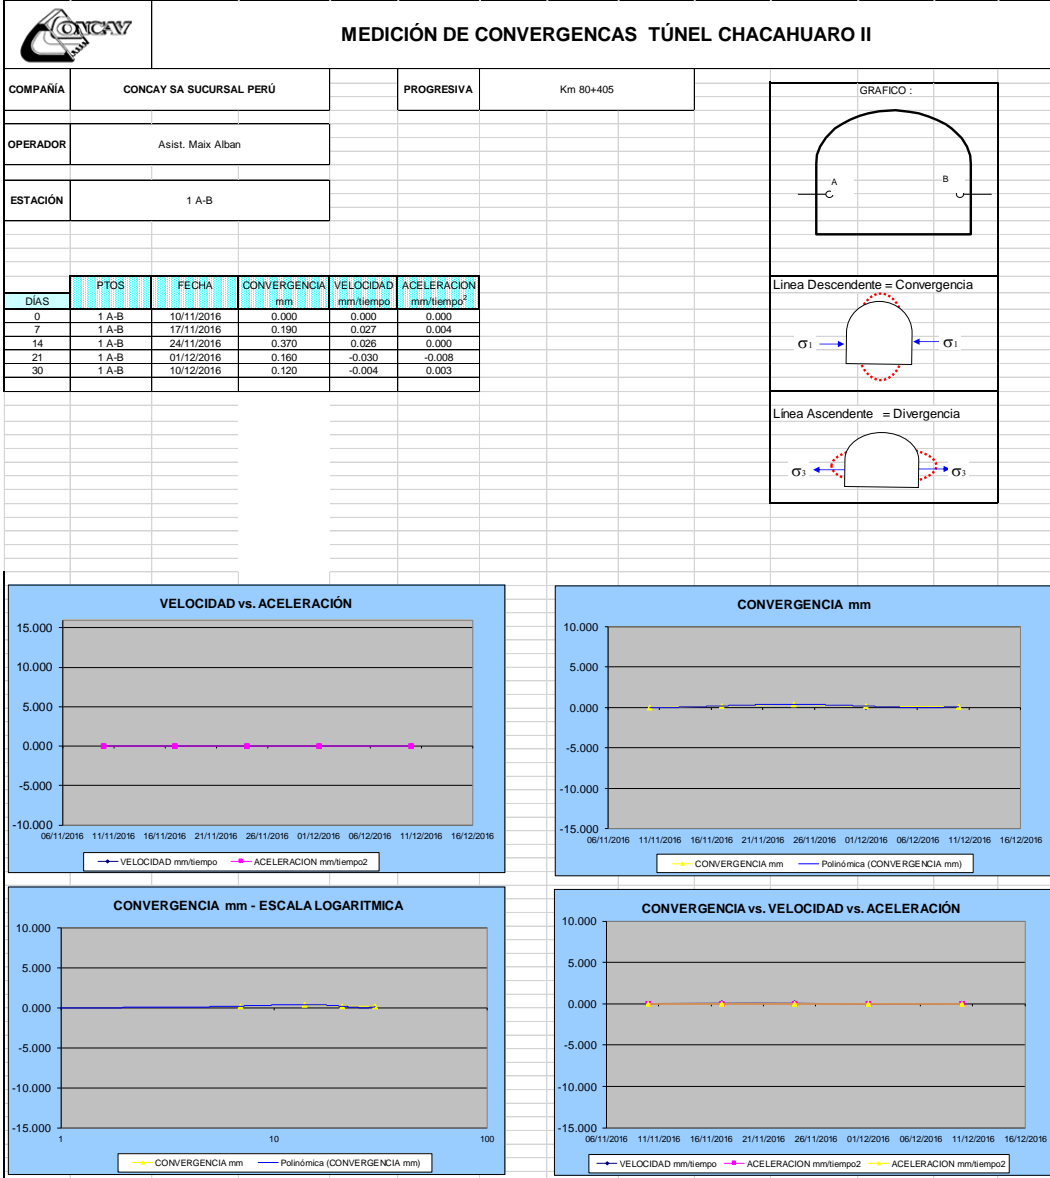 CONCAY
MEDICIÓN DE CONVERGENCAS TÚNEL CHACAHUARO II
COMPAÑÍA CONCAY SA SUCURSAL PERÚ PROGRESIVA Km 80+405
OPERADOR Asist. Maix Alban
ESTACIÓN 1 A-B
GRAFICO :
A B
DÍAS PTOS FECHA CONVERGENCIA mm VELOCIDAD mm/tiempo ACELERACION mm/tiempo²
0 1 A-B 10/11/2016 0.000 0.000 0.000
7 1 A-B 17/11/2016 0.190 0.027 0.004
14 1 A-B 24/11/2016 0.370 0.026 0.000
21 1 A-B 01/12/2016 0.160 -0.030 -0.008
30 1 A-B 10/12/2016 0.120 -0.004 0.003
Linea Descendente = Convergencia
σ1 σ1
Línea Ascendente = Divergencia
σ3 σ3
VELOCIDAD vs. ACELERACIÓN
15.000
10.000
5.000
0.000
-5.000
-10.000
06/11/2016 11/11/2016 16/11/2016 21/11/2016 26/11/2016 01/12/2016 06/12/2016 11/12/2016 16/12/2016
VELOCIDAD mm/tiempo ACELERACION mm/tiempo2
CONVERGENCIA mm
10.000
5.000
0.000
-5.000
-10.000
-15.000
06/11/2016 11/11/2016 16/11/2016 21/11/2016 26/11/2016 01/12/2016 06/12/2016 11/12/2016 16/12/2016
CONVERGENCIA mm Polinómica (CONVERGENCIA mm)
CONVERGENCIA mm - ESCALA LOGARITMICA
10.000
5.000
0.000
-5.000
-10.000
-15.000
1 10 100
CONVERGENCIA mm Polinómica (CONVERGENCIA mm)
CONVERGENCIA vs. VELOCIDAD vs. ACELERACIÓN
10.000
5.000
0.000
-5.000
-10.000
-15.000
06/11/2016 11/11/2016 16/11/2016 21/11/2016 26/11/2016 01/12/2016 06/12/2016 11/12/2016 16/12/2016
VELOCIDAD mm/tiempo ACELERACION mm/tiempo2 ACELERACION mm/tiempo2